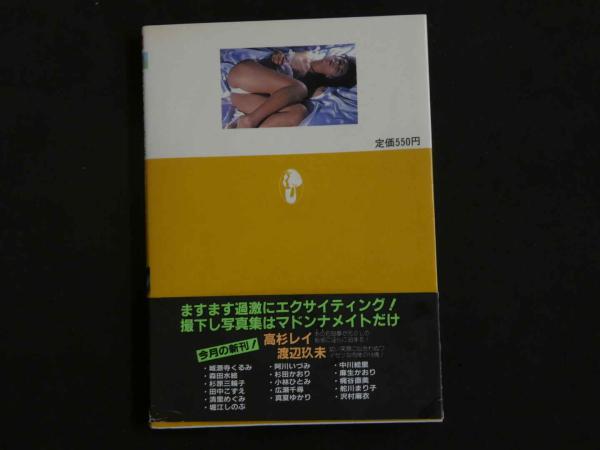 定価550円
ますます過激にエクサイティング!
撮下し写真集はマドンナメイトだけ
今月の新刊!
高杉レイ
渡辺玖未
・城源寺くるみ
・森田水絵
・杉原三輪子
・田中こずえ
・清里めぐみ
・堀江しのぶ
・阿川いづみ
・杉田かおり
・小林ひとみ
・広瀬千尋
・真夏ゆかり
・中川絵里
・麻生かおり
・梶谷直美
・舵川まり子
・沢村麻衣